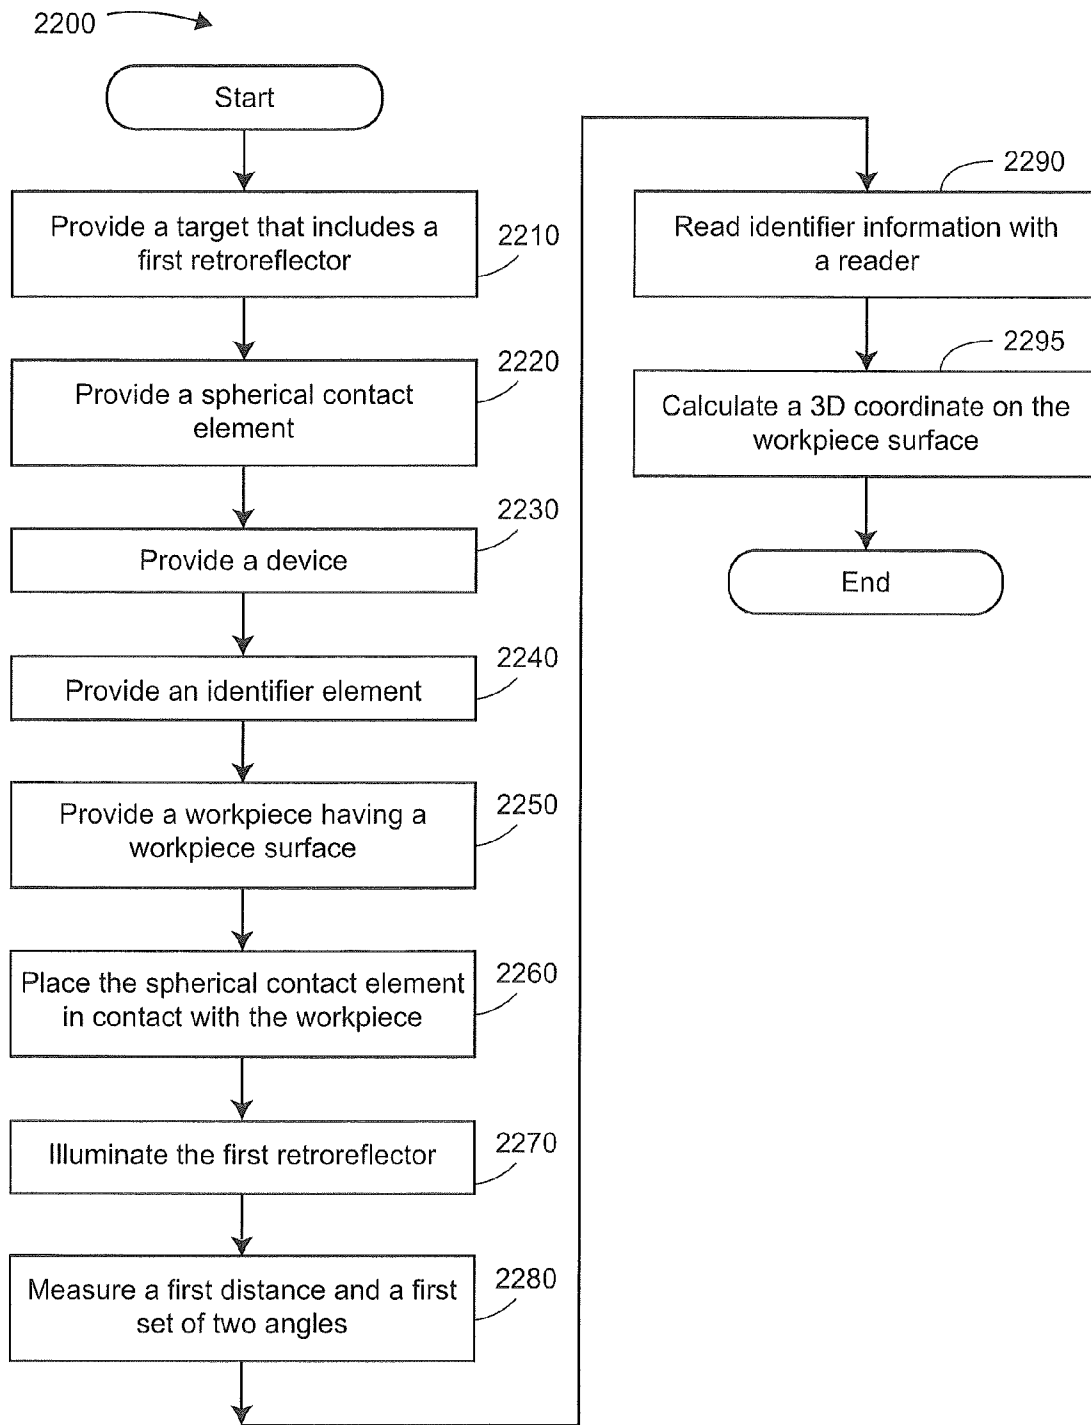 2200
Start
Provide a target that includes a
first retroreflector
2210
Provide a spherical contact
element
2220
Provide a device
2230
Provide an identifier element
2240
Provide a workpiece having a
workpiece surface
2250
Place the spherical contact element
in contact with the workpiece
2260
Illuminate the first retroreflector
2270
Measure a first distance and a first
set of two angles
2280
2290
Read identifier information with
a reader
2295
Calculate a 3D coordinate on the
workpiece surface
End